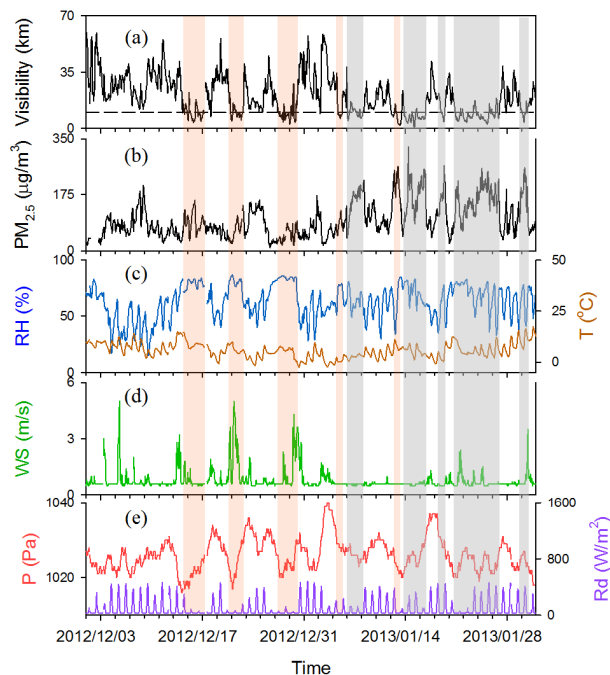 70
(a)
35
0
Visibility (km)
350
(b)
175
0
PM2.5 (μg/m3)
100
(c)
50
50
25
0
RH (%)
T (oC)
6
(d)
3
0
WS (m/s)
1040
(e)
1020
1600
800
0
P (Pa)
Rd (W/m2)
2012/12/03 2012/12/17 2012/12/31 2013/01/14 2013/01/28
Time